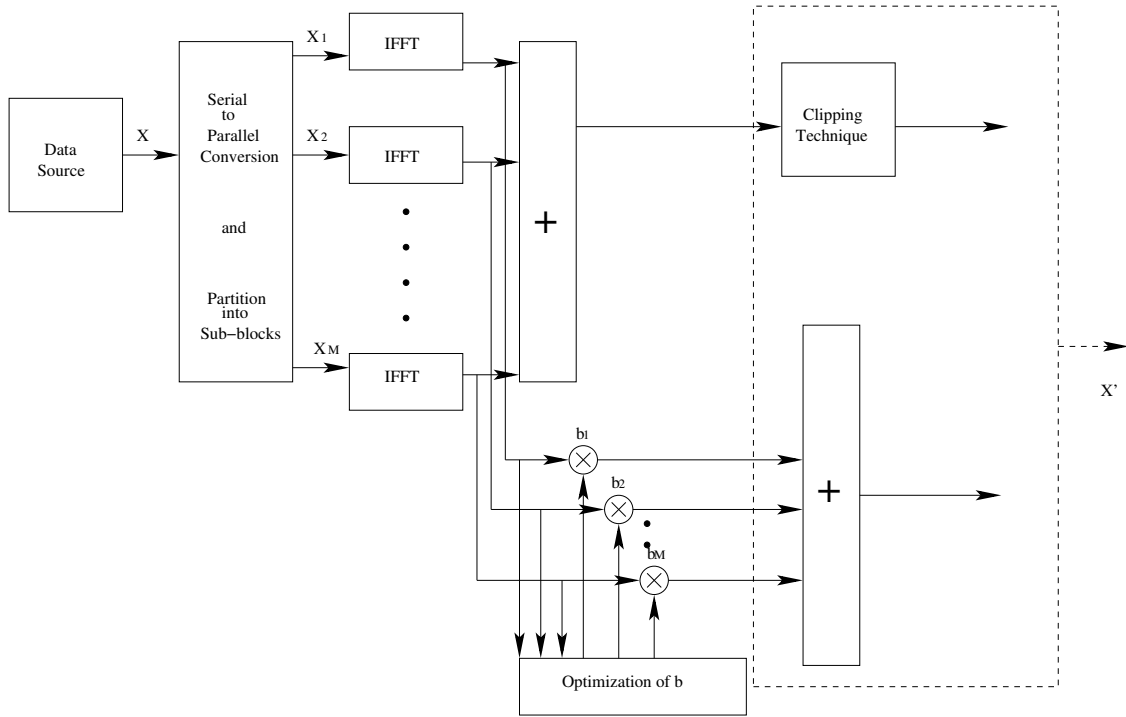 Data
Source
X
Serial
to
Parallel
Conversion
and
Partition
into
Sub−blocks
X1
IFFT
X2
IFFT
XM
IFFT
+
Clipping
Technique
b1
b2
bM
+
Optimization of b
X'